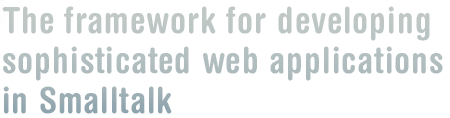 The framework for developing
sophisticated web applications
in Smalltalk